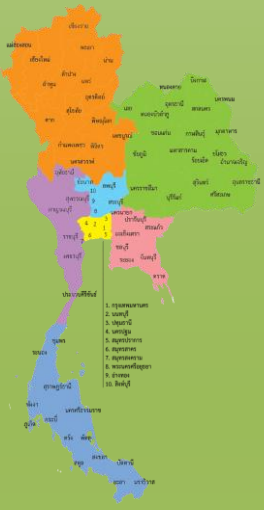 เชียงราย
แม่ฮ่องสอน
พะเยา
เชียงใหม่
น่าน
ลำปาง
ลำพูน
แพร่
อุตรดิตถ์
สุโขทัย
ตาก
พิษณุโลก
เพชรบูรณ์
กำแพงเพชร
พิจิตร
นครสวรรค์
บึงกาฬ
หนองคาย
เลย
อุดรธานี
นครพนม
สกลนคร
หนองบัวลำภู
ขอนแก่น
กาฬสินธุ์
มุกดาหาร
ชัยภูมิ
มหาสารคาม
ร้อยเอ็ด
ยโสธร
อำนาจเจริญ
นครราชสีมา
บุรีรัมย์
สุรินทร์
ศรีสะเกษ
อุบลราชธานี
อุทัยธานี
ชัยนาท
ลพบุรี
10
สุพรรณบุรี
9
สระบุรี
กาญจนบุรี
8
นครนายก
ปราจีนบุรี
สระแก้ว
4
2
3
1
6
5
7
ฉะเชิงเทรา
ราชบุรี
ชลบุรี
เพชรบุรี
ระยอง
จันทบุรี
ตราด
ประจวบคีรีขันธ์
1. กรุงเทพมหานคร
2. นนทบุรี
3. ปทุมธานี
4. นครปฐม
5. สมุทรปราการ
6. สมุทรสาคร
7. สมุทรสงคราม
8. พระนครศรีอยุธยา
9. อ่างทอง
10. สิงห์บุรี
ชุมพร
ระนอง
สุราษฎร์ธานี
พังงา
นครศรีธรรมราช
กระบี่
ภูเก็ต
ตรัง
พัทลุง
สตูล
สงขลา
ปัตตานี
ยะลา
นราธิวาส